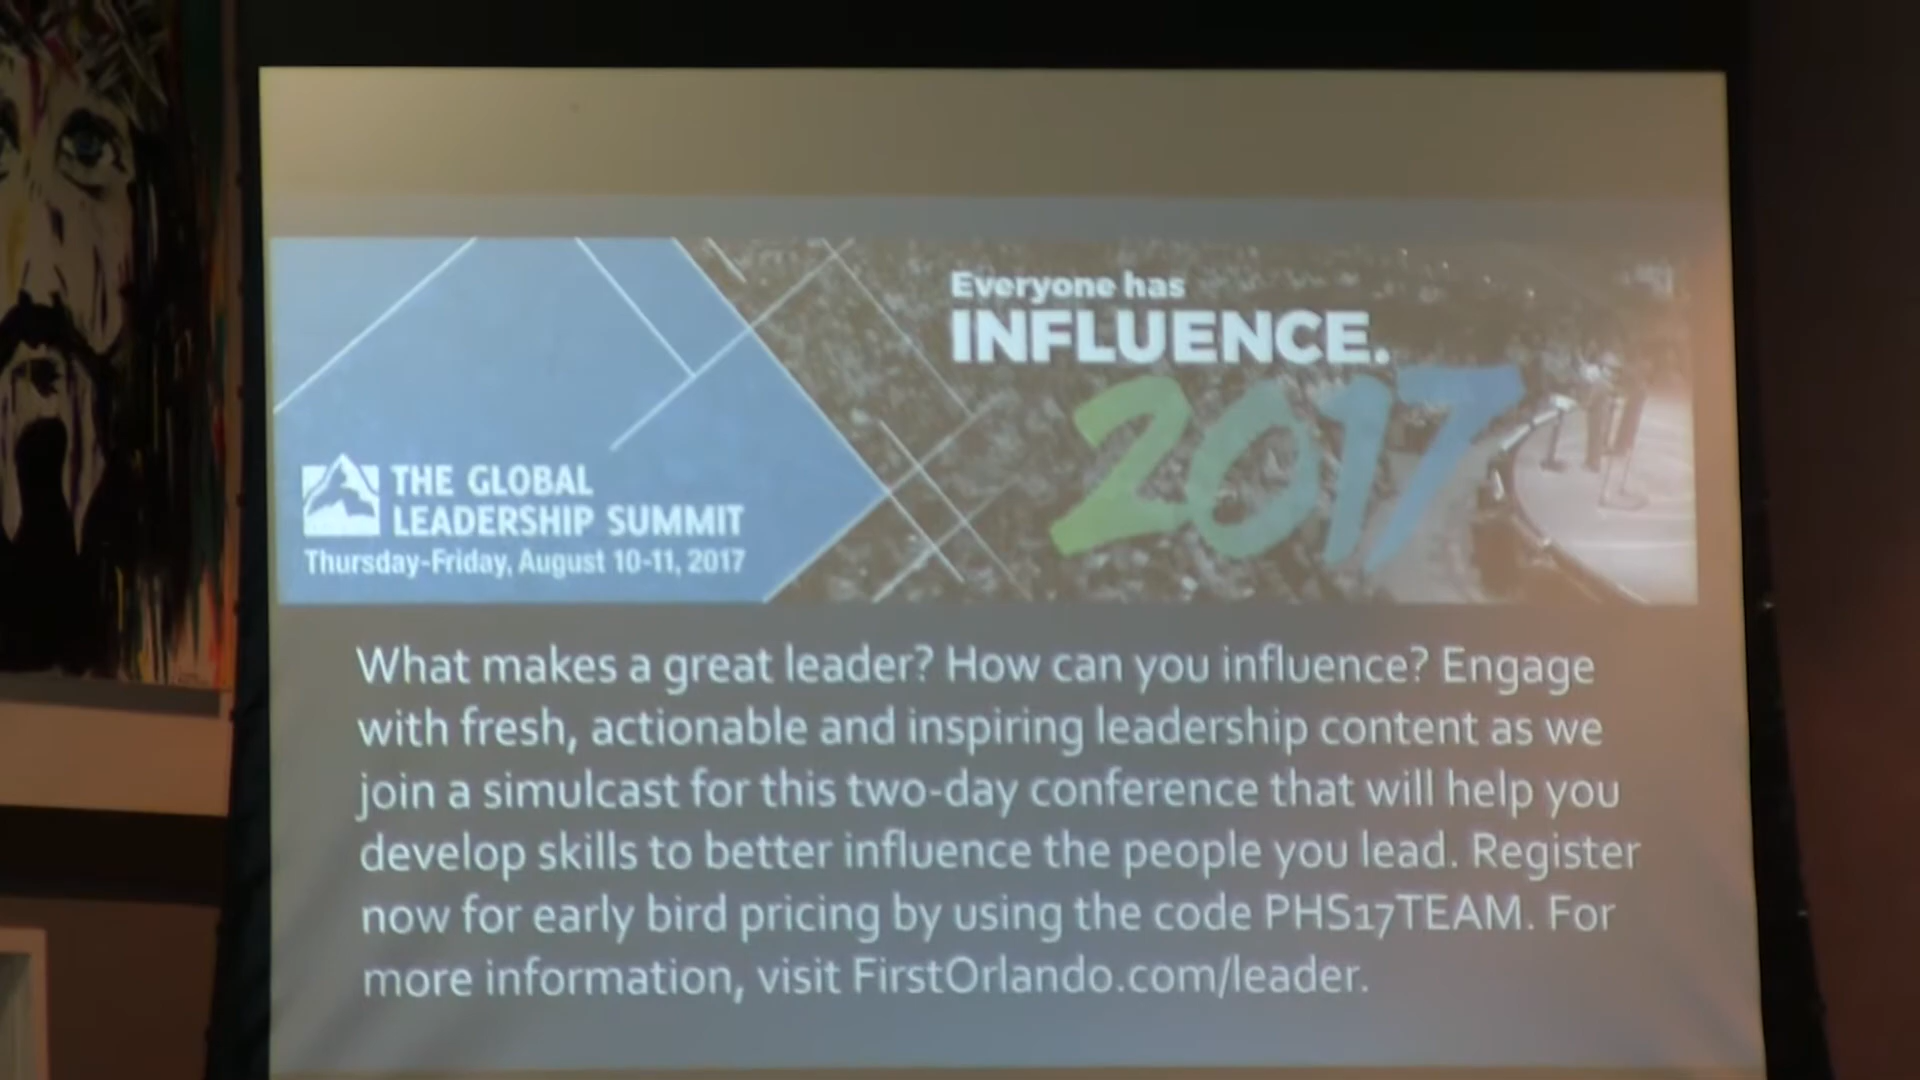 Everyone has
INFLUENCE.
2017
THE GLOBAL
LEADERSHIP SUMMIT
Thursday-Friday, August 10-11, 2017
What makes a great leader? How can you influence? Engage
with fresh, actionable and inspiring leadership content as we
join a simulcast for this two-day conference that will help you
develop skills to better influence the people you lead. Register
now for early bird pricing by using the code PHS17TEAM. For
more information, visit FirstOrlando.com/leader.